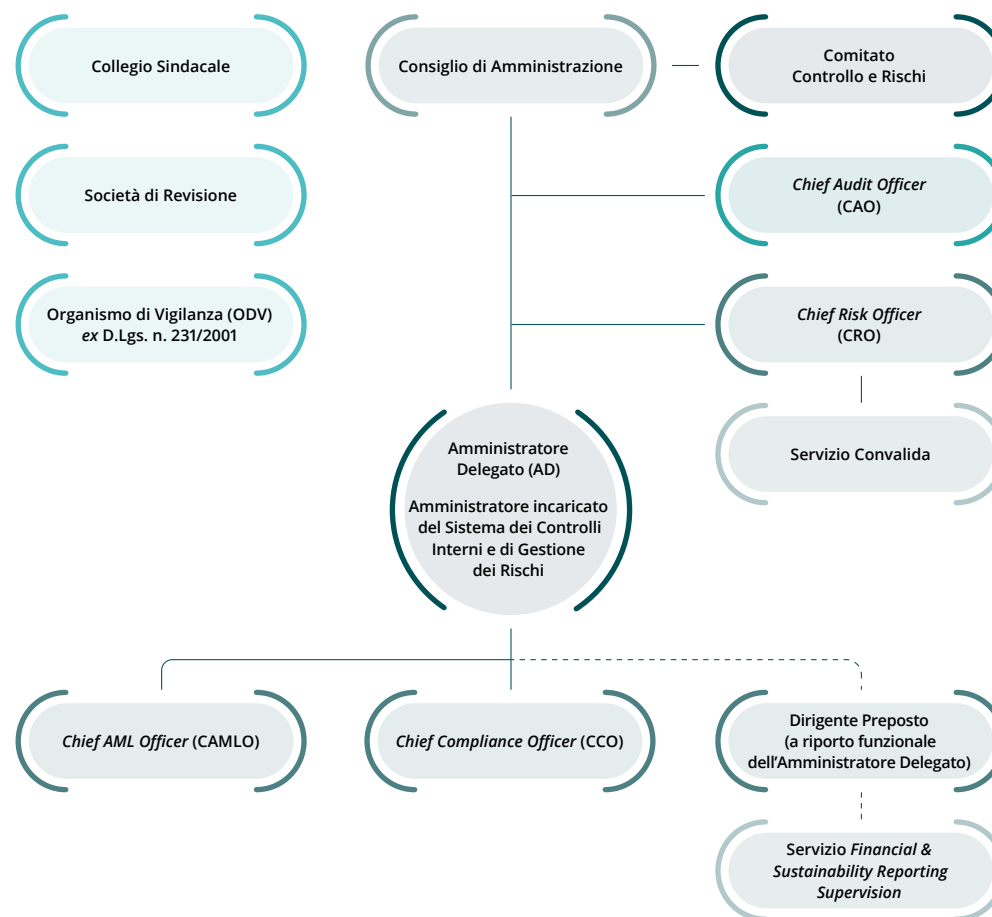 Collegio Sindacale
Consiglio di Amministrazione
Comitato
Controllo e Rischi
Società di Revisione
Chief Audit Officer
(CAO)
Organismo di Vigilanza (ODV)
ex D.Lgs. n. 231/2001
Chief Risk Officer
(CRO)
Servizio Convalida
Amministratore
Delegato (AD)
Amministratore incaricato
del Sistema dei Controlli
Interni e di Gestione
dei Rischi
Chief AML Officer (CAMLO)
Chief Compliance Officer (CCO)
Dirigente Preposto
(a riporto funzionale
dell'Amministratore Delegato)
Servizio Financial &
Sustainability Reporting
Supervision